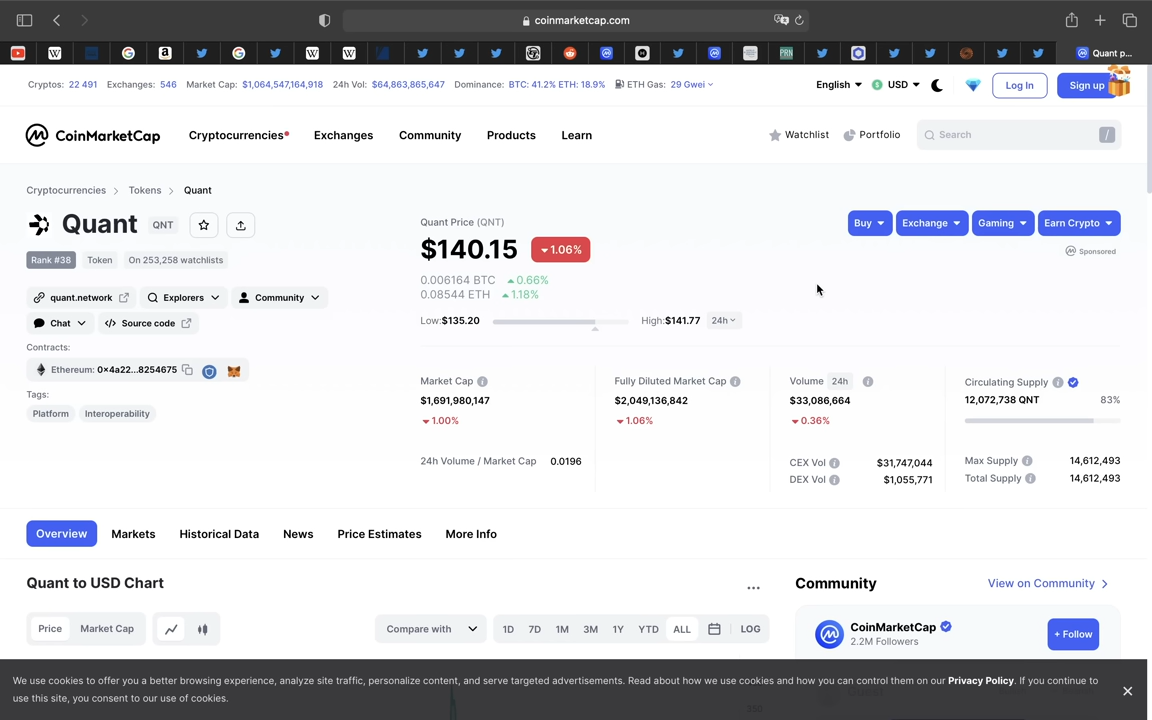 coinmarketcap.com
Quant p...
Cryptos: 22 491 Exchanges: 546 Market Cap: $1,064,547,164,918 24h Vol: $64,863,865,647 Dominance: BTC: 41.2% ETH: 18.9% ETH Gas: 29 Gwei English USD Log In Sign up
CoinMarketCap Cryptocurrencies Exchanges Community Products Learn Watchlist Portfolio Search /
Cryptocurrencies > Tokens > Quant
Quant QNT
Rank #38 Token On 253,258 watchlists
quant.network Explorers Community
Chat Source code
Contracts:
Ethereum: 0x4a22...8254675
Tags:
Platform Interoperability
Quant Price (QNT)
$140.15 1.06%
0.006164 BTC 0.66%
0.08544 ETH 1.18%
Low:$135.20 High:$141.77 24h
Buy Exchange Gaming Earn Crypto
Sponsored
Market Cap
$1,691,980,147
1.00%
24h Volume / Market Cap 0.0196
Fully Diluted Market Cap
$2,049,136,842
1.06%
Volume 24h
$33,086,664
0.36%
CEX Vol $31,747,044
DEX Vol $1,055,771
Circulating Supply
12,072,738 QNT 83%
Max Supply 14,612,493
Total Supply 14,612,493
Overview Markets Historical Data News Price Estimates More Info
Quant to USD Chart
Price Market Cap Compare with 1D 7D 1M 3M 1Y YTD ALL LOG
Community View on Community >
CoinMarketCap
2.2M Followers
+ Follow
We use cookies to offer you a better browsing experience, analyze site traffic, personalize content, and serve targeted advertisements. Read about how we use cookies and how you can control them on our Privacy Policy. If you continue to
use this site, you consent to our use of cookies.